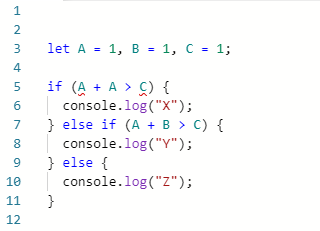 1
2
3 let A = 1, B = 1, C = 1;
4
5 if (A + A > C) {
6   console.log("X");
7 } else if (A + B > C) {
8   console.log("Y");
9 } else {
10   console.log("Z");
11 }
12